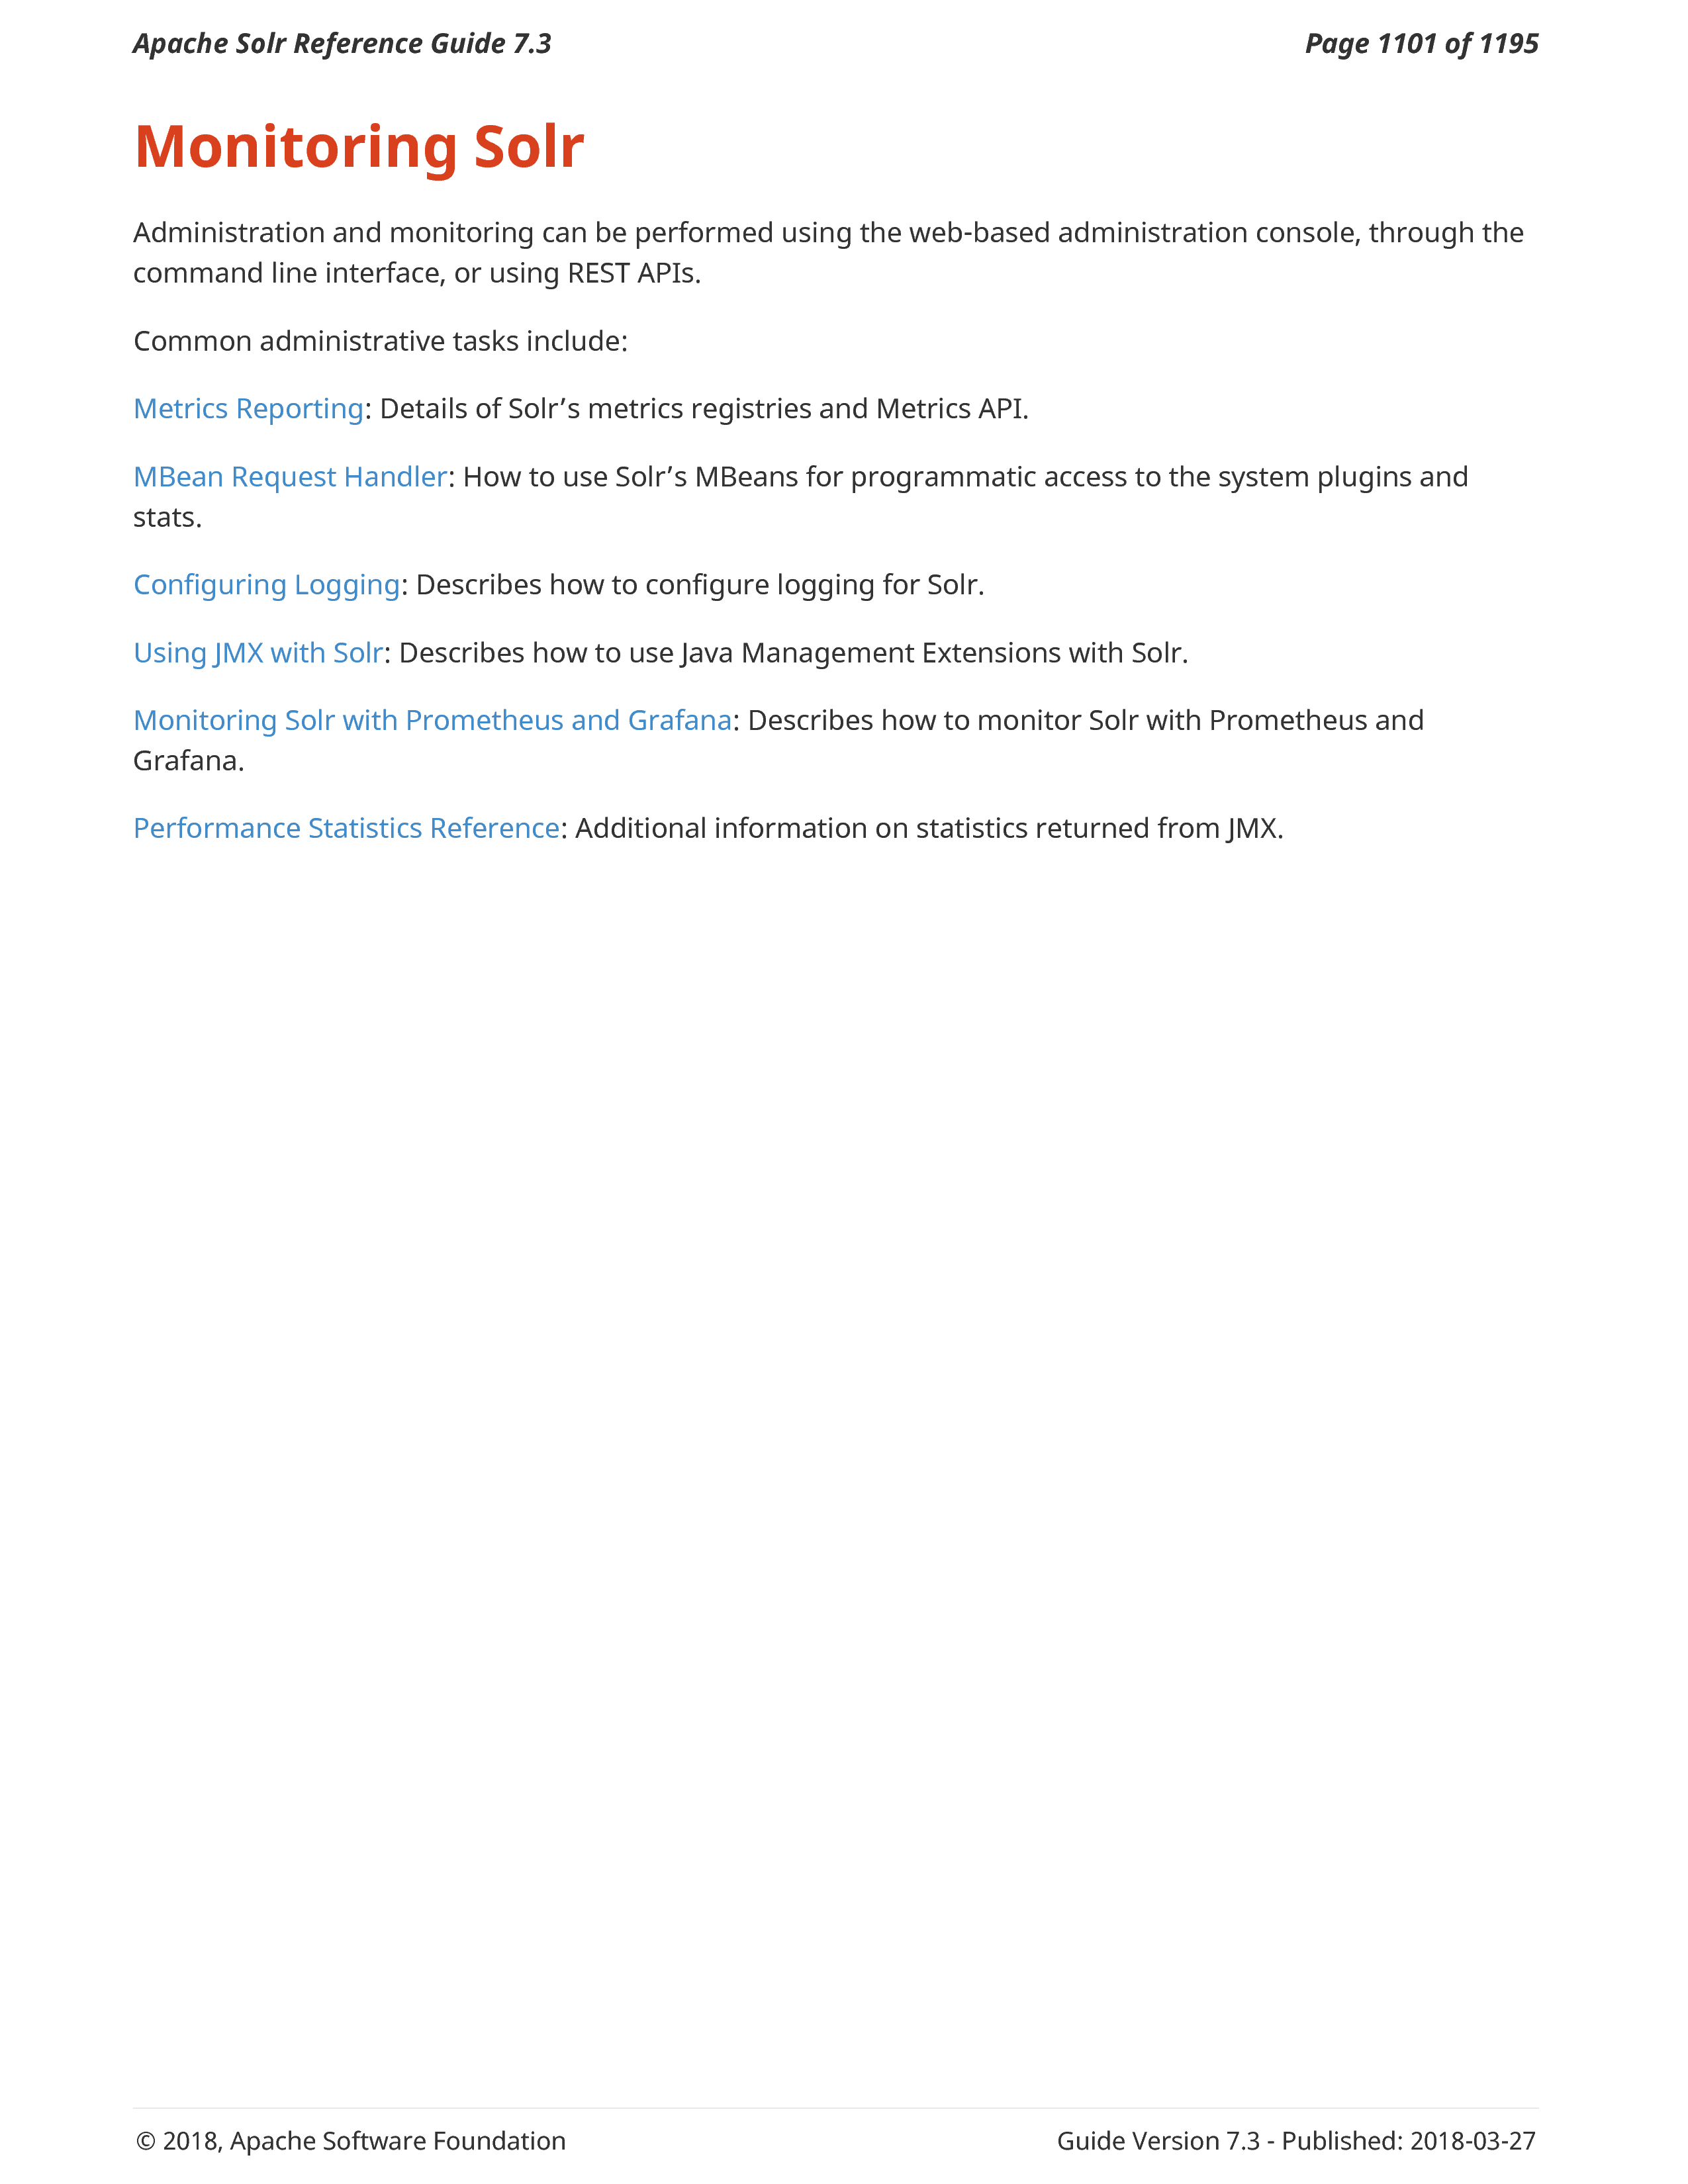 Apache Solr Reference Guide 7.3
Page 1101 of 1195
Monitoring Solr
Administration and monitoring can be performed using the web-based administration console, through the
command line interface, or using REST APIs.
Common administrative tasks include:
Metrics Reporting: Details of Solr’s metrics registries and Metrics API.
MBean Request Handler: How to use Solr’s MBeans for programmatic access to the system plugins and
stats.
Configuring Logging: Describes how to configure logging for Solr.
Using JMX with Solr: Describes how to use Java Management Extensions with Solr.
Monitoring Solr with Prometheus and Grafana: Describes how to monitor Solr with Prometheus and
Grafana.
Performance Statistics Reference: Additional information on statistics returned from JMX.
© 2018, Apache Software Foundation
Guide Version 7.3 - Published: 2018-03-27